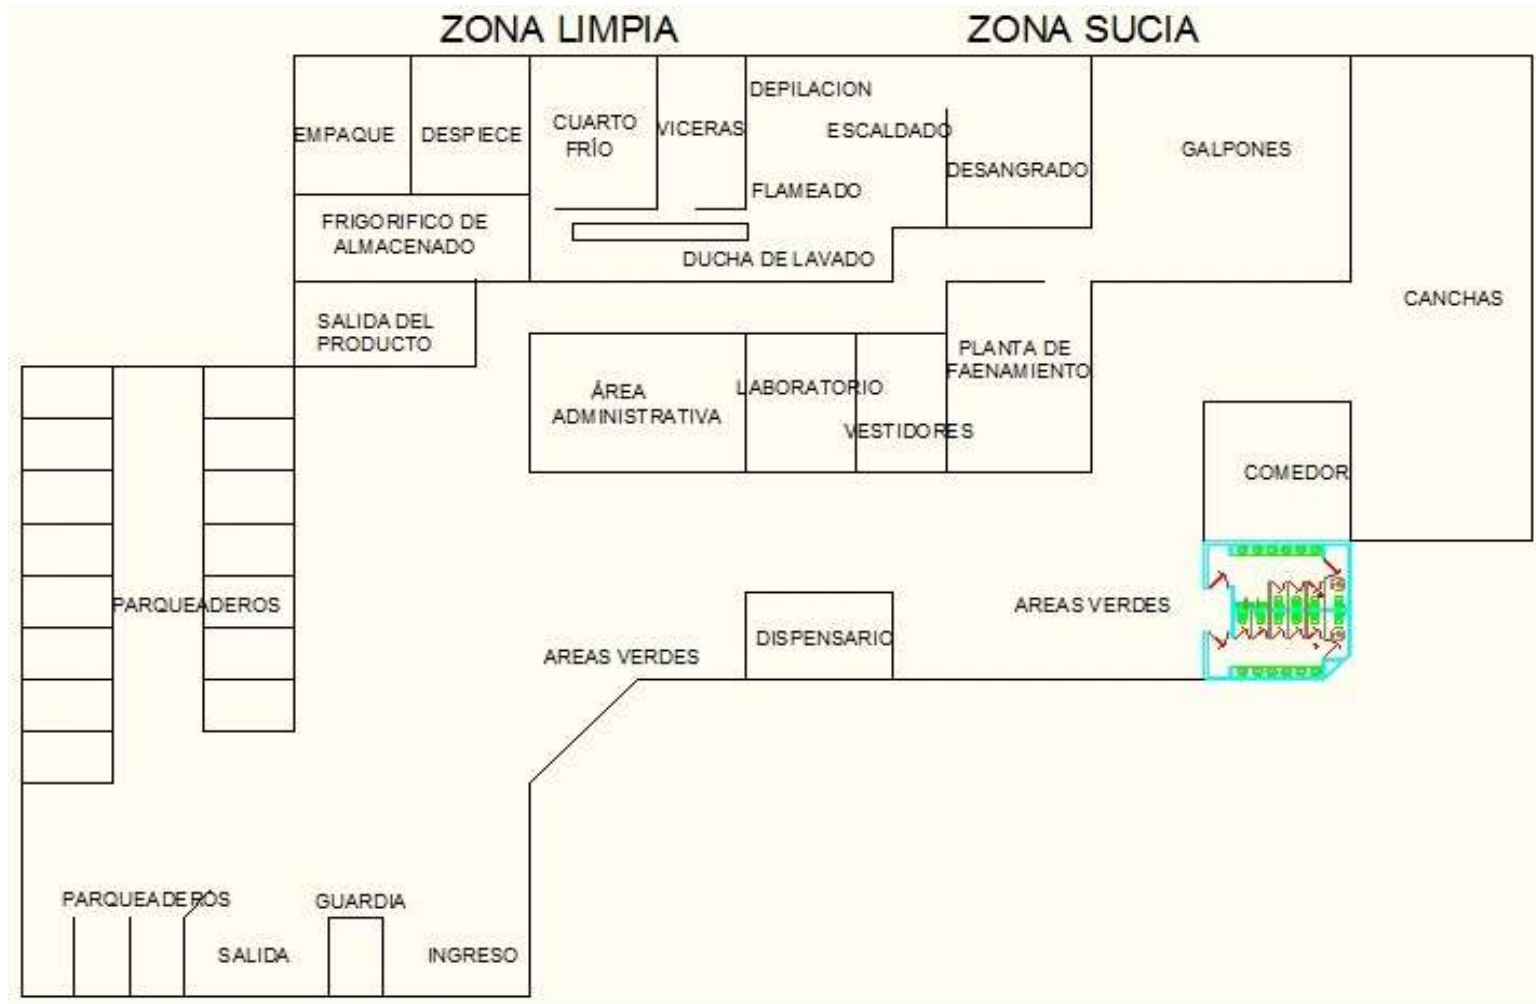 ZONA LIMPIA
ZONA SUCIA
EMPAQUE
DESPIECE
CUARTO
FRÍO
VICERAS
DEPILACION
ESCALDADO
FLAMEADO
DESANGRADO
GALPONES
FRIGORIFICO DE
ALMACENADO
DUCHA DE LAVADO
CANCHAS
SALIDA DEL
PRODUCTO
ÁREA
ADMINISTRATIVA
LABORATORIO
VESTIDORES
PLANTA DE
FAENAMIENTO
COMEDOR
PARQUEADEROS
AREAS VERDES
DISPENSARIO
AREAS VERDES
PARQUEADEROS
SALIDA
GUARDIA
INGRESO